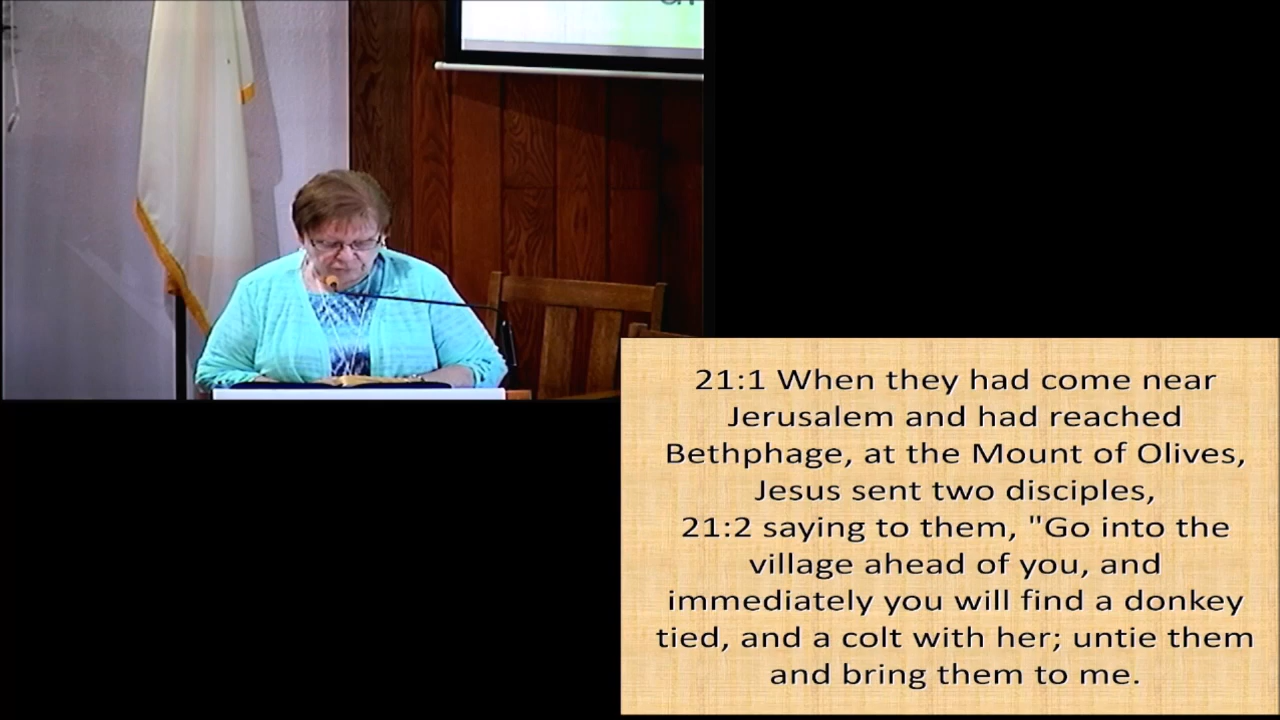 21:1 When they had come near
Jerusalem and had reached
Bethphage, at the Mount of Olives,
Jesus sent two disciples,
21:2 saying to them, "Go into the
village ahead of you, and
immediately you will find a donkey
tied, and a colt with her; untie them
and bring them to me.